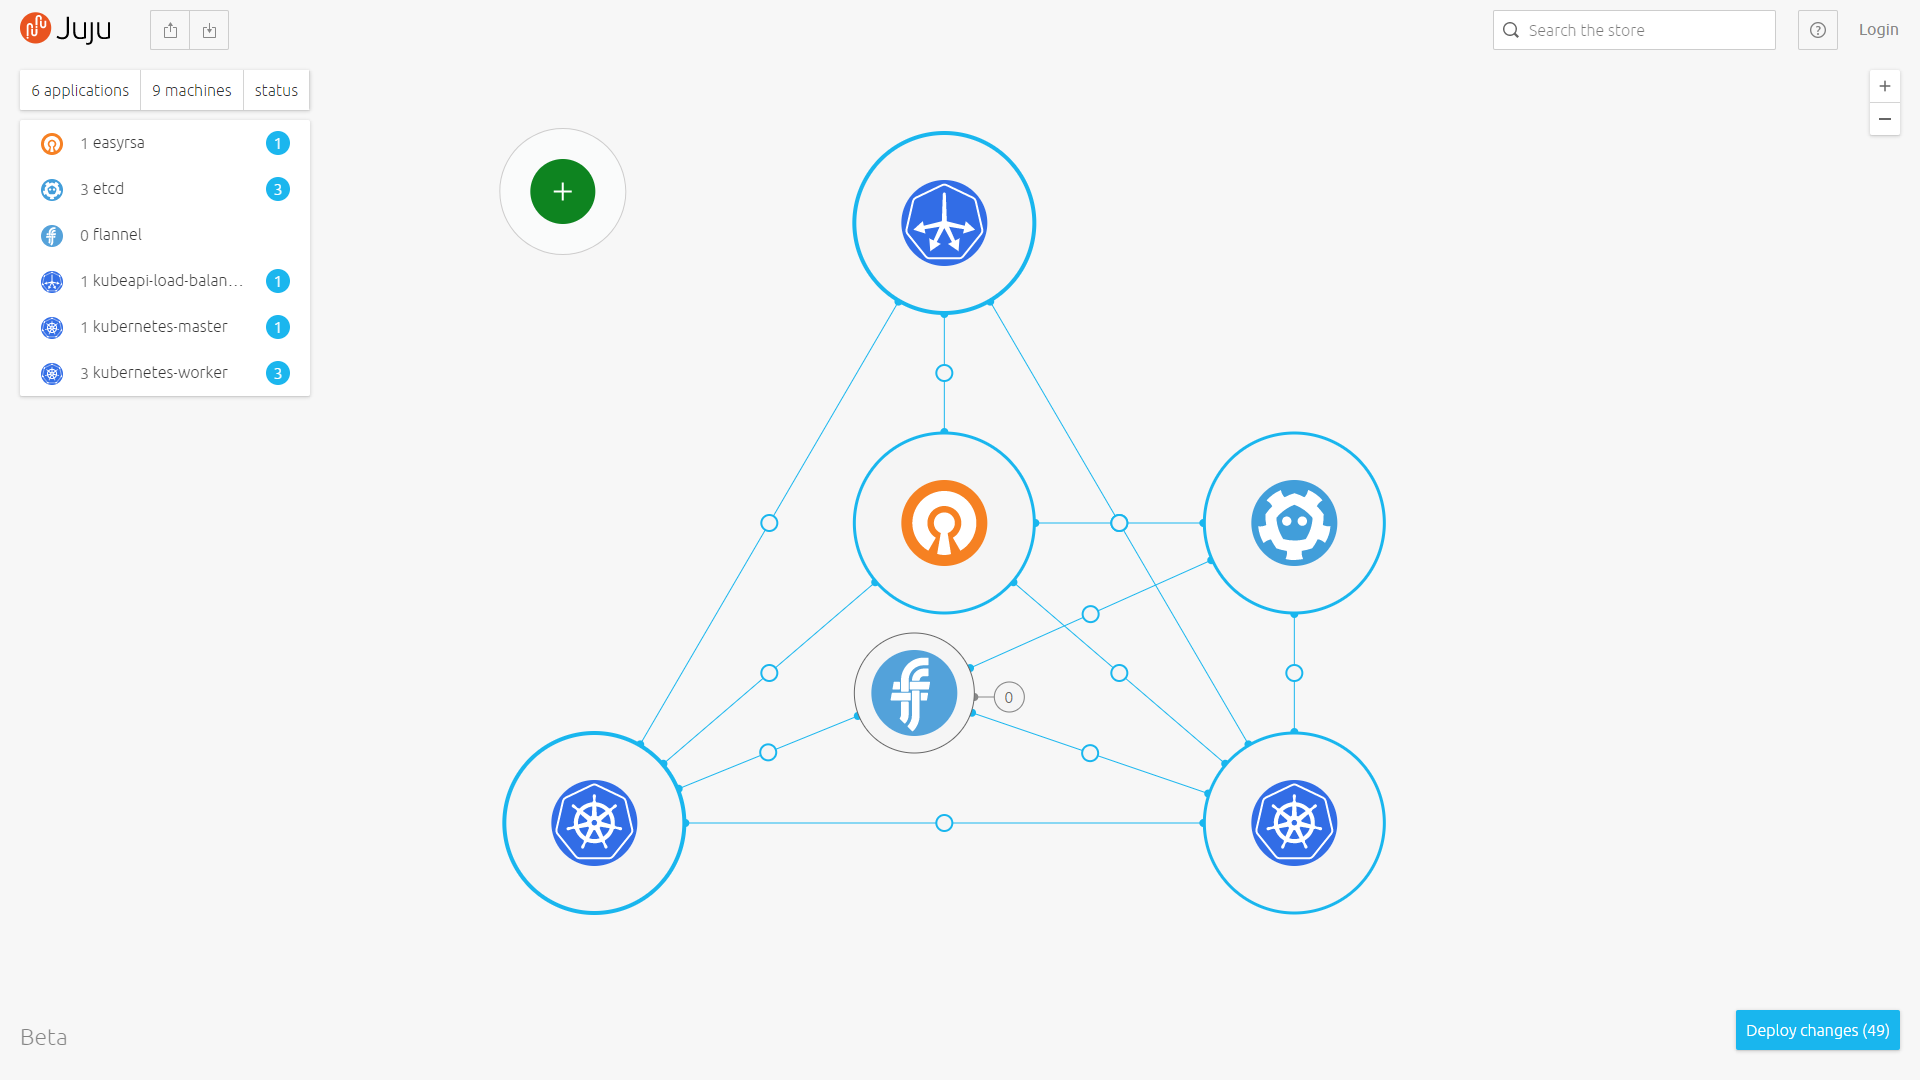 Juju
Search the store
Login
6 applications
9 machines
status
1 easyrsa
1
3 etcd
3
0 flannel
1 kubeapi-load-balan...
1
1 kubernetes-master
1
3 kubernetes-worker
3
0
Beta
Deploy changes (49)